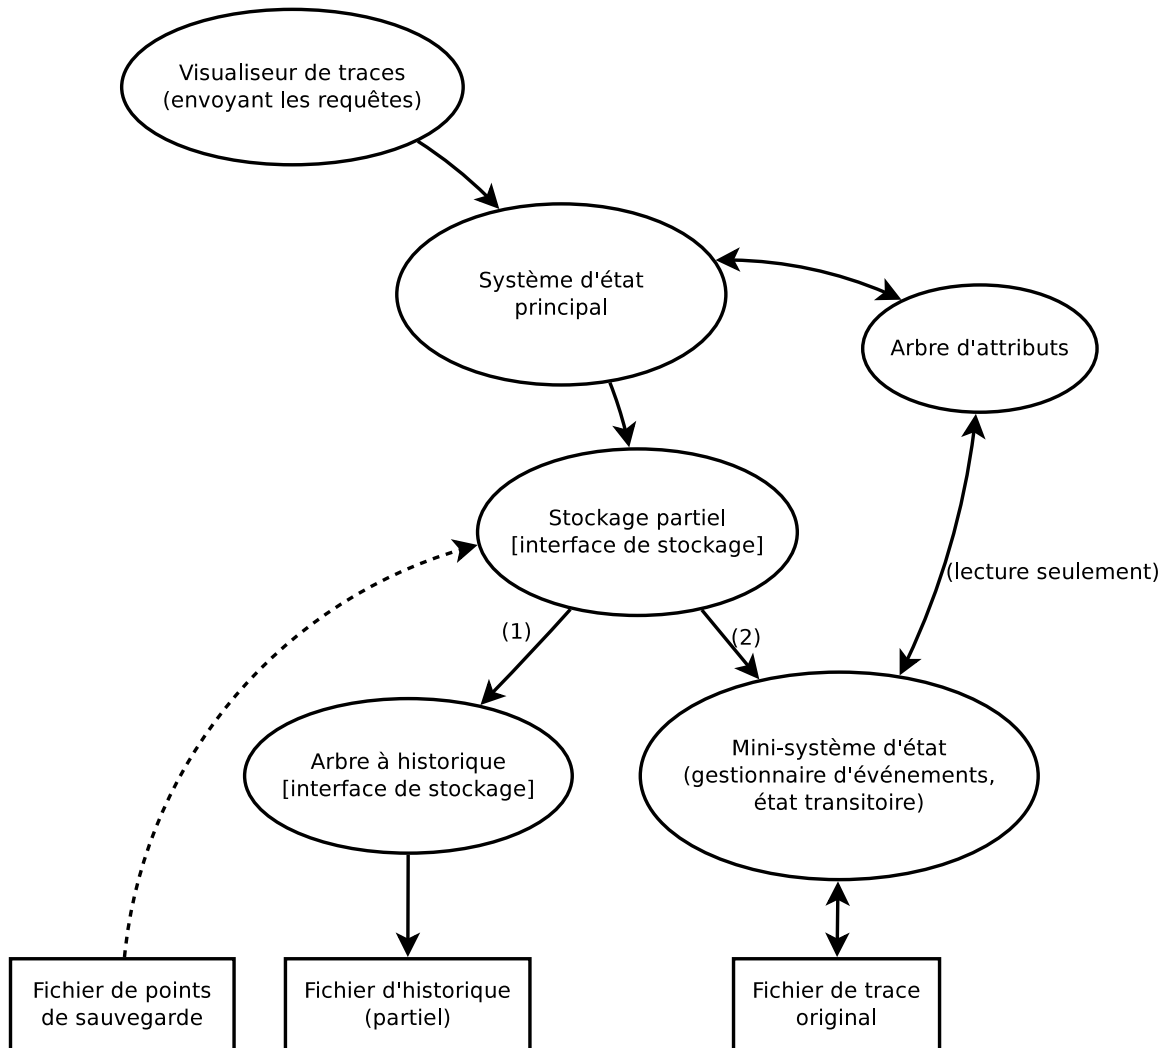 Visualiseur de traces
(envoyant les requêtes)
Système d'état
principal
Arbre d'attributs
Stockage partiel
[interface de stockage]
(lecture seulement)
(1)
(2)
Arbre à historique
[interface de stockage]
Mini-système d'état
(gestionnaire d'événements,
état transitoire)
Fichier de points
de sauvegarde
Fichier d'historique
(partiel)
Fichier de trace
original